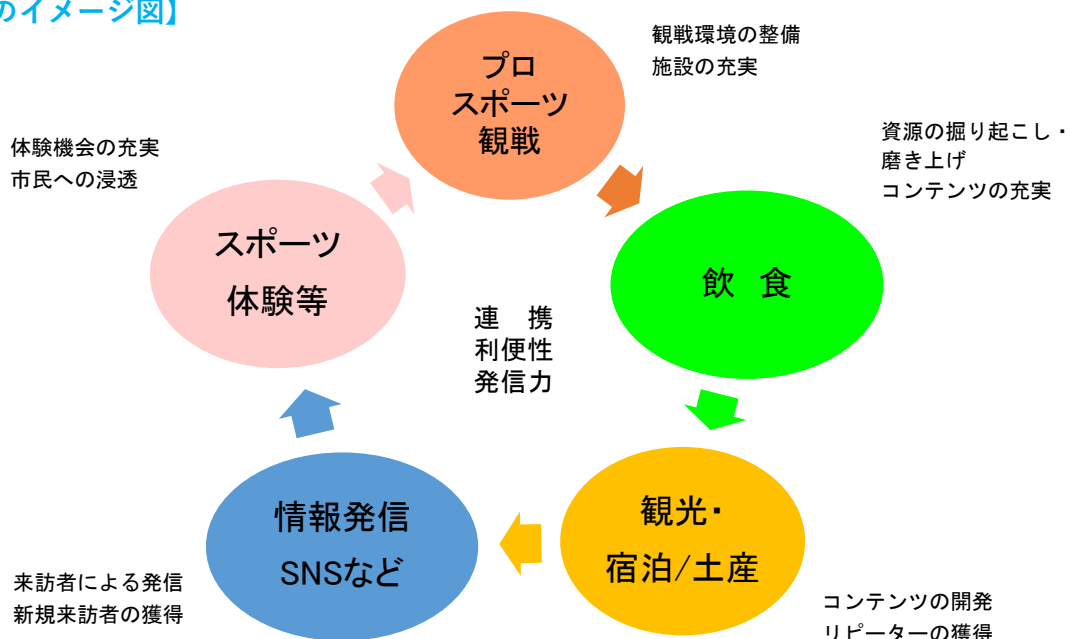 のイメージ図】
プロ
スポーツ
観戦
観戦環境の整備
施設の充実
資源の掘り起こし・
磨き上げ
コンテンツの充実
飲　食
体験機会の充実
市民への浸透
スポーツ
体験等
連　携
利便性
発信力
観光・
宿泊/土産
コンテンツの開発
リピーターの獲得
情報発信
SNSなど
来訪者による発信
新規来訪者の獲得